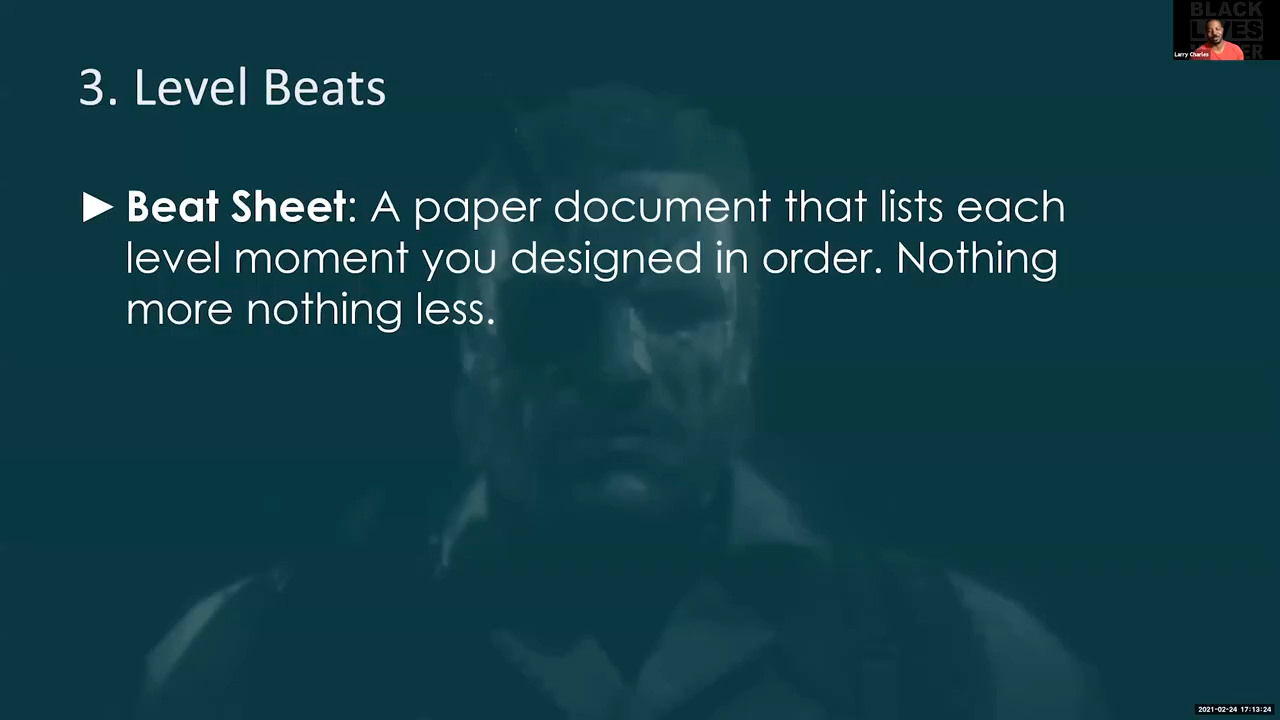 BLACK
LIVES
Larry Charles
3. Level Beats
► Beat Sheet: A paper document that lists each
level moment you designed in order. Nothing
more nothing less.
2021-02-24 17:13:24